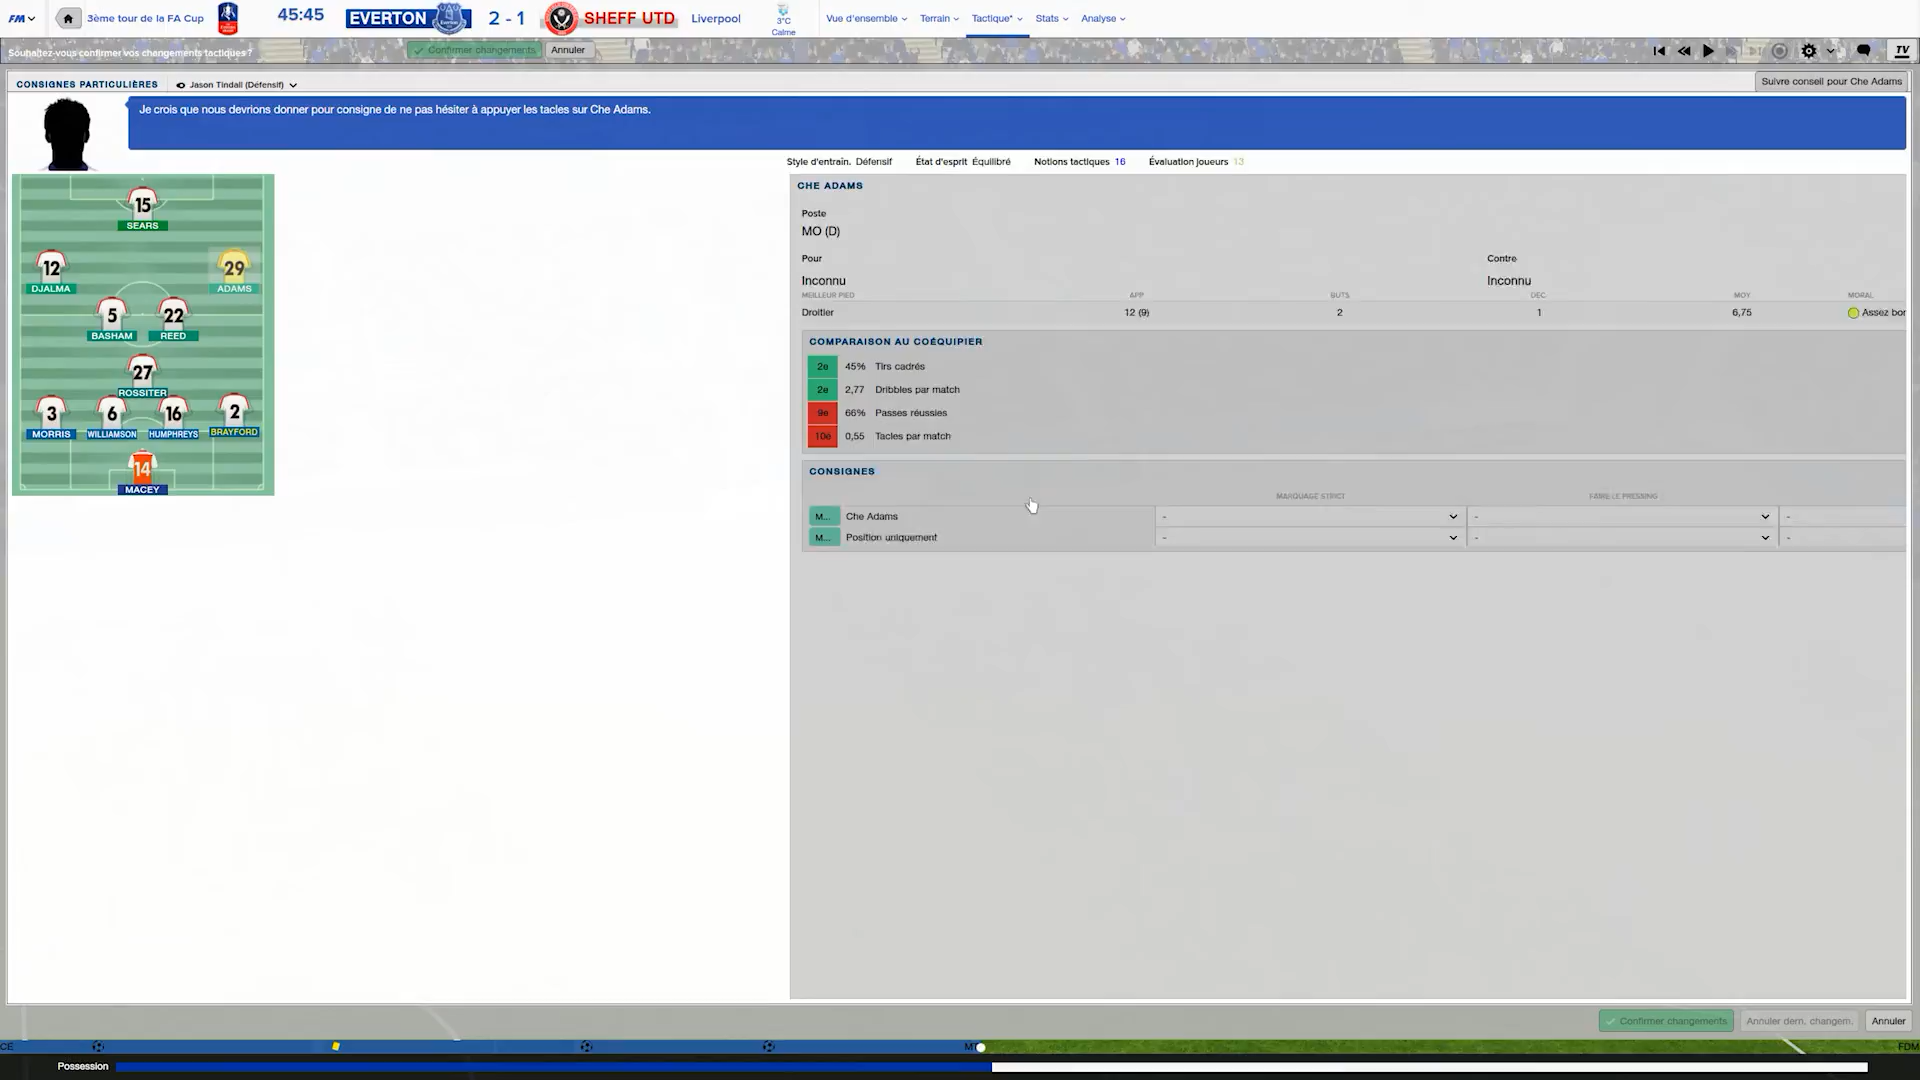 FM
3ème tour de la FA Cup
45:45
EVERTON
2 - 1
SHEFF UTD
Liverpool
3°C
Calme
Vue d'ensemble
Terrain
Tactique*
Stats
Analyse
Souhaitez-vous confirmer vos changements tactiques ?
Confirmer changements
Annuler
TV
CONSIGNES PARTICULIÈRES
Jason Tindall (Défensif)
Suivre conseil pour Che Adams
Je crois que nous devrions donner pour consigne de ne pas hésiter à appuyer les tacles sur Che Adams.
Style d'entraîn. Défensif
État d'esprit Équilibré
Notions tactiques 16
Évaluation joueurs 13
15
SEARS
12
DJALMA
29
ADAMS
5
BASHAM
22
REED
27
ROSSITER
3
MORRIS
6
WILLIAMSON
16
HUMPHREYS
2
BRAYFORD
14
MACEY
CHE ADAMS
Poste
MO (D)
Pour
Contre
Inconnu
Inconnu
MEILLEUR PIED
APP
BUTS
DÉC.
MOY
MORAL
Droitier
12 (9)
2
1
6,75
Assez bon
COMPARAISON AU COÉQUIPIER
2e 45% Tirs cadrés
2e 2,77 Dribbles par match
9e 66% Passes réussies
10e 0,55 Tacles par match
CONSIGNES
MARQUAGE STRICT
FAIRE LE PRESSING
M... Che Adams - - -
M... Position uniquement - - -
Confirmer changements
Annuler dern. changem.
Annuler
CE
MT
FDM
Possession